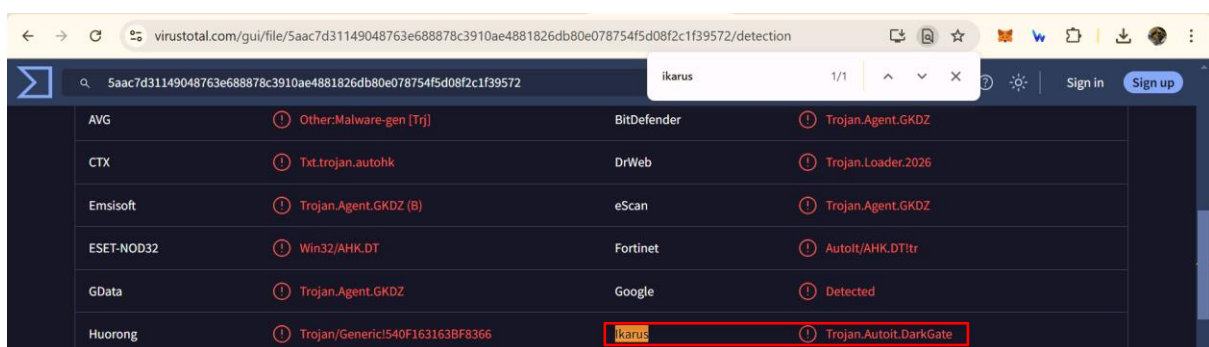 virustotal.com/gui/file/5aac7d31149048763e688878c3910ae4881826db80e078754f5d08f2c1f39572/detection
5aac7d31149048763e688878c3910ae4881826db80e078754f5d08f2c1f39572 ikarus 1/1 Sign in Sign up
AVG Other:Malware-gen [Trj] BitDefender Trojan.Agent.GKDZ
CTX Txt.trojan.autohk DrWeb Trojan.Loader.2026
Emsisoft Trojan.Agent.GKDZ (B) eScan Trojan.Agent.GKDZ
ESET-NOD32 Win32/AHK.DT Fortinet AutoIt/AHK.DT!tr
GData Trojan.Agent.GKDZ Google Detected
Huorong Trojan/Generic!540F163163BF8366 Ikarus Trojan.Autoit.DarkGate